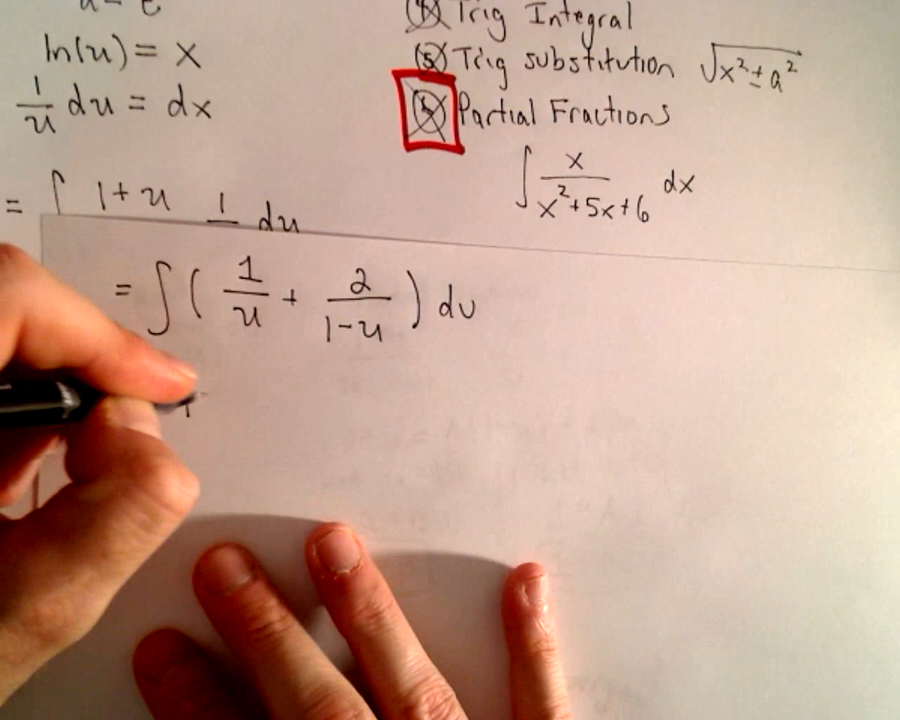 ln(u) = x
1/u du = dx
= ∫ 1+u 1 du
= ∫ ( 1/u + 2/(1-u) ) du
Trig Integral
(5) Trig substitution √(x² ± a²)
Partial Fractions
∫ x/(x²+5x+6) dx